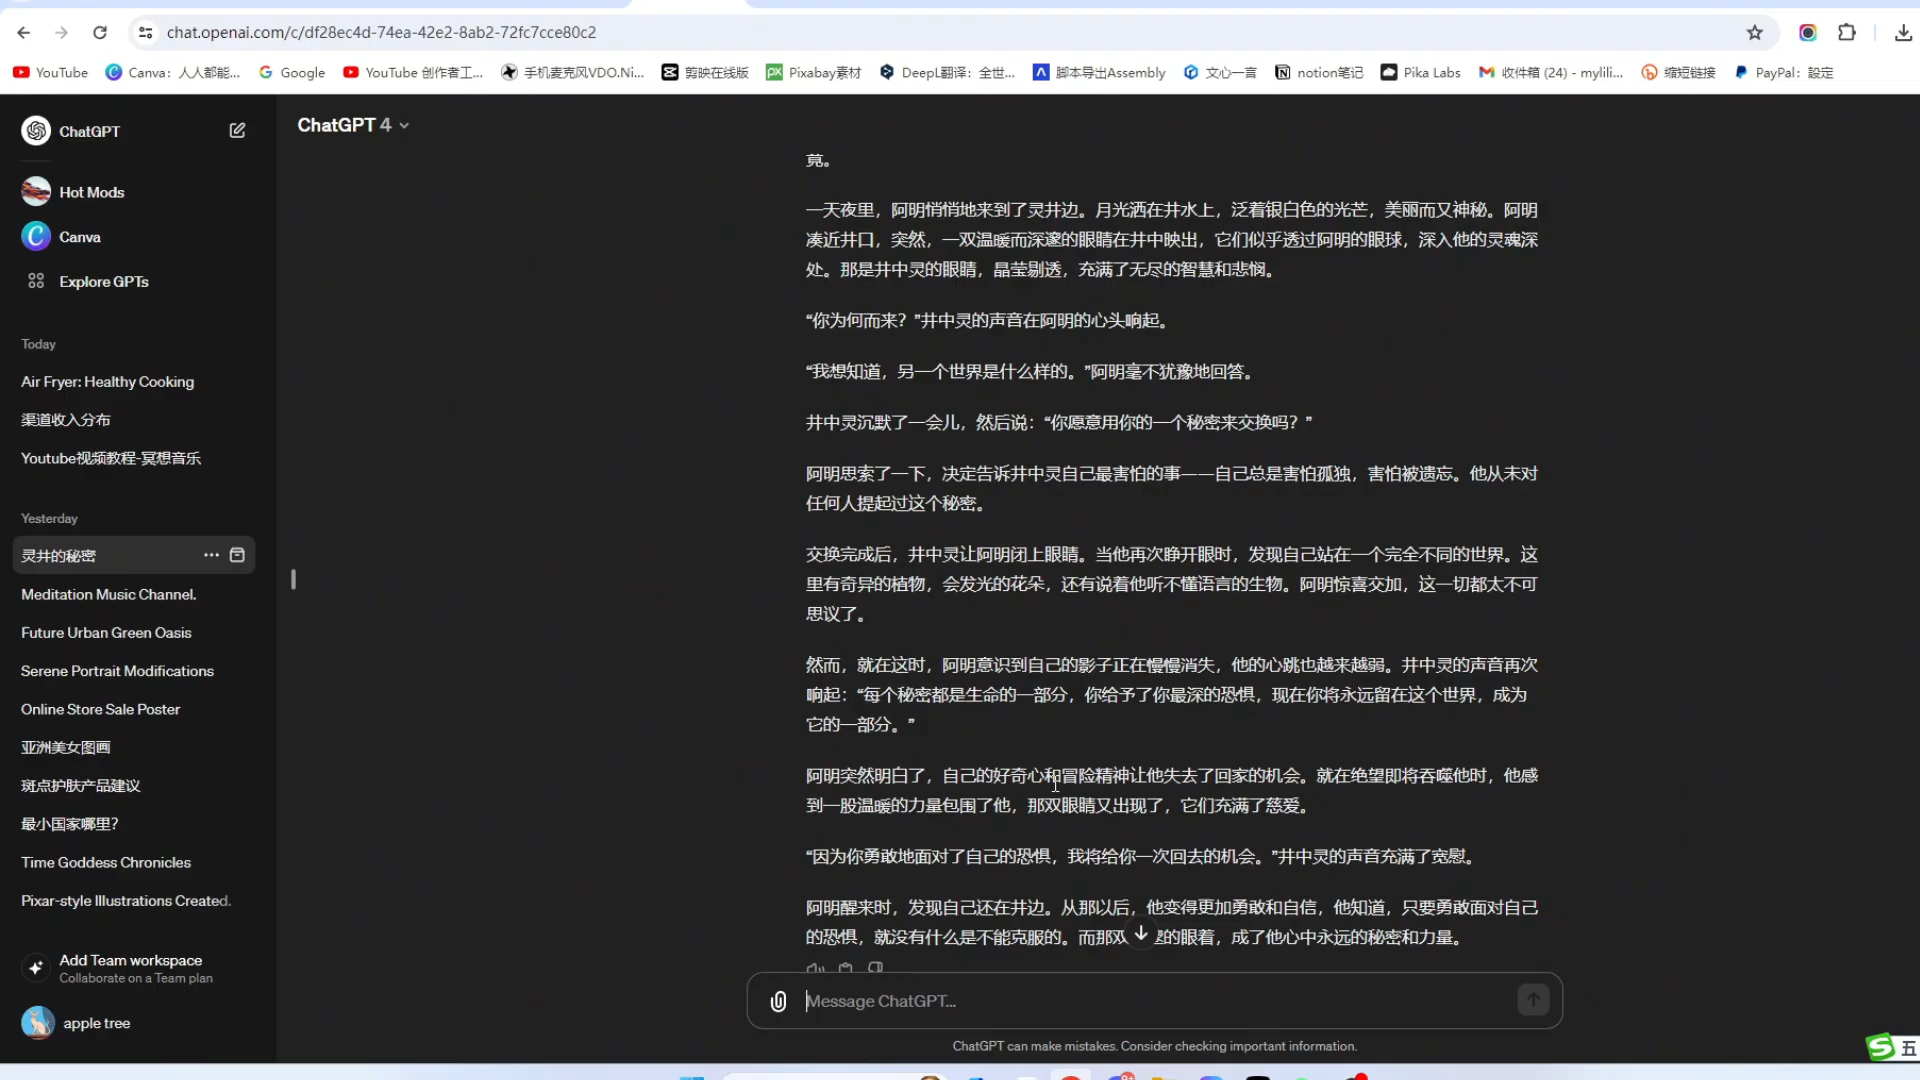 chat.openai.com/c/df28ec4d-74ea-42e2-8ab2-72fc7cce80c2
YouTube
Canva：人人都能...
Google
YouTube 创作者工...
手机麦克风VDO.Ni...
剪映在线版
Pixabay素材
DeepL翻译：全世...
脚本导出Assembly
文心一言
notion笔记
Pika Labs
收件箱 (24) - mylili...
缩短链接
PayPal：設定
ChatGPT
Hot Mods
Canva
Explore GPTs
Today
Air Fryer: Healthy Cooking
渠道收入分布
Youtube视频教程-冥想音乐
Yesterday
灵井的秘密
Meditation Music Channel.
Future Urban Green Oasis
Serene Portrait Modifications
Online Store Sale Poster
亚洲美女图画
斑点护肤产品建议
最小国家哪里？
Time Goddess Chronicles
Pixar-style Illustrations Created.
Add Team workspace
Collaborate on a Team plan
apple tree
ChatGPT 4
竟。
一天夜里，阿明悄悄地来到了灵井边。月光洒在井水上，泛着银白色的光芒，美丽而又神秘。阿明
凑近井口，突然，一双温暖而深邃的眼睛在井中映出，它们似乎透过阿明的眼球，深入他的灵魂深
处。那是井中灵的眼睛，晶莹剔透，充满了无尽的智慧和悲悯。
“你为何而来？”井中灵的声音在阿明的心头响起。
“我想知道，另一个世界是什么样的。”阿明毫不犹豫地回答。
井中灵沉默了一会儿，然后说：“你愿意用你的一个秘密来交换吗？”
阿明思索了一下，决定告诉井中灵自己最害怕的事——自己总是害怕孤独，害怕被遗忘。他从未对
任何人提起过这个秘密。
交换完成后，井中灵让阿明闭上眼睛。当他再次睁开眼时，发现自己站在一个完全不同的世界。这
里有奇异的植物，会发光的花朵，还有说着他听不懂语言的生物。阿明惊喜交加，这一切都太不可
思议了。
然而，就在这时，阿明意识到自己的影子正在慢慢消失，他的心跳也越来越弱。井中灵的声音再次
响起：“每个秘密都是生命的一部分，你给予了你最深的恐惧，现在你将永远留在这个世界，成为
它的一部分。”
阿明突然明白了，自己的好奇心和冒险精神让他失去了回家的机会。就在绝望即将吞噬他时，他感
到一股温暖的力量包围了他，那双眼睛又出现了，它们充满了慈爱。
“因为你勇敢地面对了自己的恐惧，我将给你一次回去的机会。”井中灵的声音充满了宽慰。
阿明醒来时，发现自己还在井边。从那以后，他变得更加勇敢和自信，他知道，只要勇敢面对自己
的恐惧，就没有什么是不能克服的。而那双的眼着，成了他心中永远的秘密和力量。
Message ChatGPT...
ChatGPT can make mistakes. Consider checking important information.
五